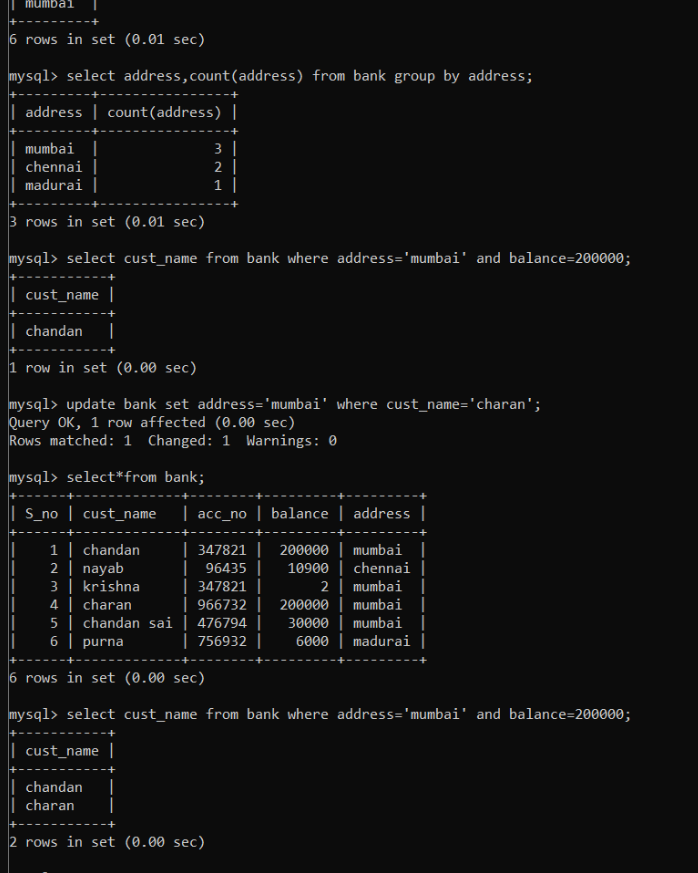 | mumbai  |
+---------+
6 rows in set (0.01 sec)
mysql> select address,count(address) from bank group by address;
+---------+----------------+
| address | count(address) |
+---------+----------------+
| mumbai  |              3 |
| chennai |              2 |
| madurai |              1 |
+---------+----------------+
3 rows in set (0.01 sec)
mysql> select cust_name from bank where address='mumbai' and balance=200000;
+-----------+
| cust_name |
+-----------+
| chandan   |
+-----------+
1 row in set (0.00 sec)
mysql> update bank set address='mumbai' where cust_name='charan';
Query OK, 1 row affected (0.00 sec)
Rows matched: 1  Changed: 1  Warnings: 0
mysql> select*from bank;
+------+-------------+--------+---------+---------+
| S_no | cust_name   | acc_no | balance | address |
+------+-------------+--------+---------+---------+
|    1 | chandan     | 347821 |  200000 | mumbai  |
|    2 | nayab       |  96435 |   10900 | chennai |
|    3 | krishna     | 347821 |       2 | mumbai  |
|    4 | charan      | 966732 |  200000 | mumbai  |
|    5 | chandan sai | 476794 |   30000 | mumbai  |
|    6 | purna       | 756932 |    6000 | madurai |
+------+-------------+--------+---------+---------+
6 rows in set (0.00 sec)
mysql> select cust_name from bank where address='mumbai' and balance=200000;
+-----------+
| cust_name |
+-----------+
| chandan   |
| charan    |
+-----------+
2 rows in set (0.00 sec)